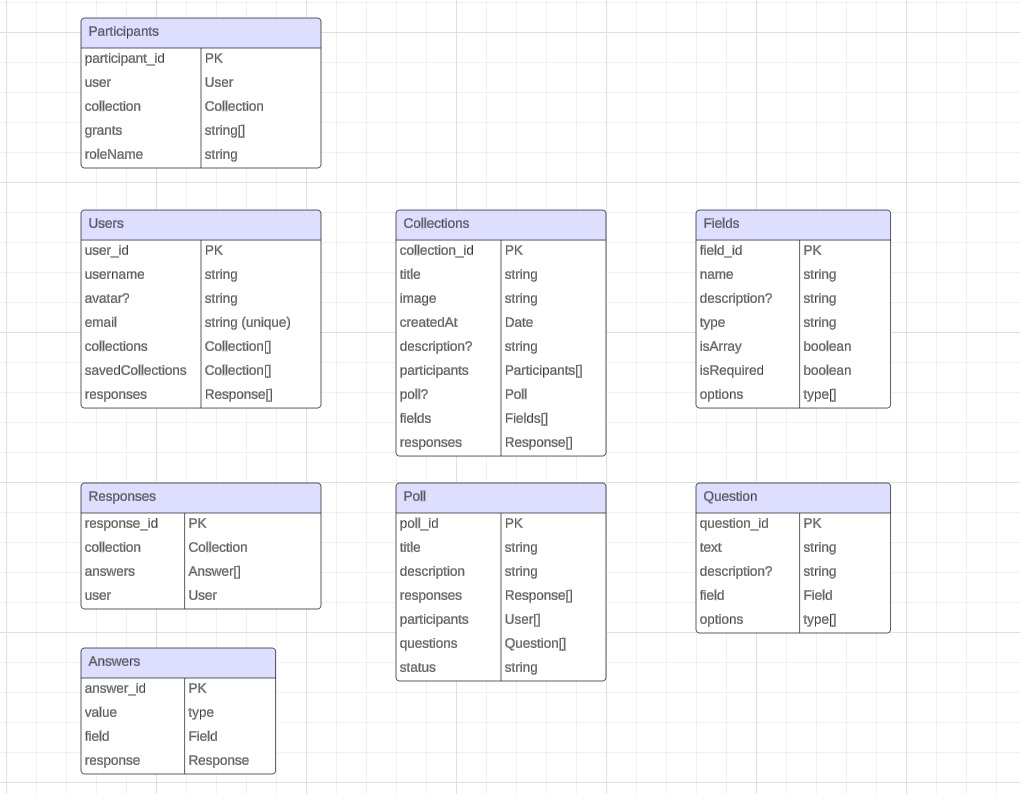 Participants
participant_id PK
user User
collection Collection
grants string[]
roleName string
Users
user_id PK
username string
avatar? string
email string (unique)
collections Collection[]
savedCollections Collection[]
responses Response[]
Collections
collection_id PK
title string
image string
createdAt Date
description? string
participants Participants[]
poll? Poll
fields Fields[]
responses Response[]
Fields
field_id PK
name string
description? string
type string
isArray boolean
isRequired boolean
options type[]
Responses
response_id PK
collection Collection
answers Answer[]
user User
Poll
poll_id PK
title string
description string
responses Response[]
participants User[]
questions Question[]
status string
Question
question_id PK
text string
description? string
field Field
options type[]
Answers
answer_id PK
value type
field Field
response Response